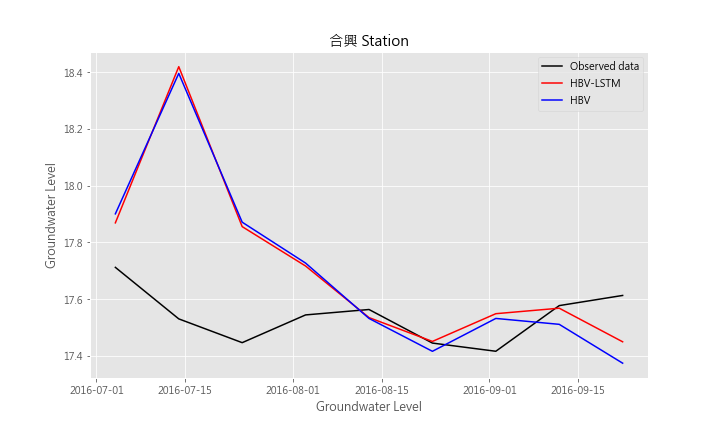 合興 Station
Observed data
HBV-LSTM
HBV
Groundwater Level
18.4
18.2
18.0
17.8
17.6
17.4
2016-07-01
2016-07-15
2016-08-01
2016-08-15
2016-09-01
2016-09-15
Groundwater Level